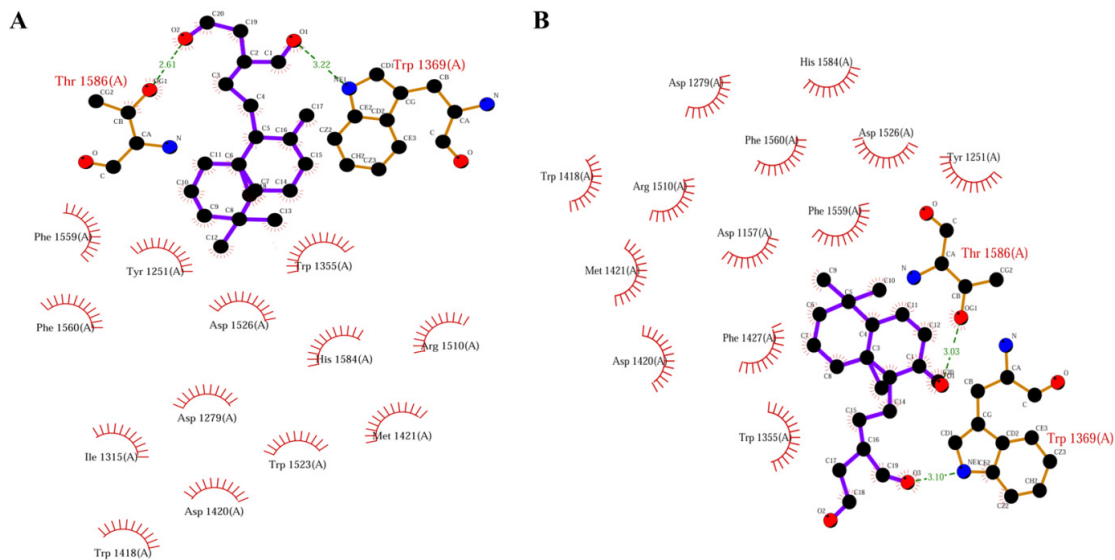 A
C20
O2
C19
O1
C2
C1
2.61
3.22
CD1
Thr 1586(A)
OG1
C3
NE1
Trp 1369(A)
CG2
CB
C4
C17
CE2
CD2
CG
CB
CA
N
C5
C16
CZ2
CE3
CA
N
O
C
C11
C6
C15
CH2
CZ3
C
O
C10
C7
C14
C9
C8
C13
C12
Phe 1559(A)
Tyr 1251(A)
Trp 1355(A)
Phe 1560(A)
Asp 1526(A)
His 1584(A)
Arg 1510(A)
Asp 1279(A)
Met 1421(A)
Ile 1315(A)
Trp 1523(A)
Asp 1420(A)
Trp 1418(A)
B
His 1584(A)
Asp 1279(A)
Phe 1560(A)
Asp 1526(A)
Tyr 1251(A)
Trp 1418(A)
Arg 1510(A)
Phe 1559(A)
Asp 1157(A)
O
C
Thr 1586(A)
Met 1421(A)
N
CA
CG2
CB
C9
C10
C5
OG1
C6
C11
C4
C12
Phe 1427(A)
C7
C3
C1
3.03
N
Asp 1420(A)
C8
O1
CA
O
CB
C
C14
C15
CG
Trp 1355(A)
CD1
CD2
CE3
Trp 1369(A)
C16
CZ3
C17
C19
O3
3.10
NE1
CE2
CH2
C18
CZ2
O2